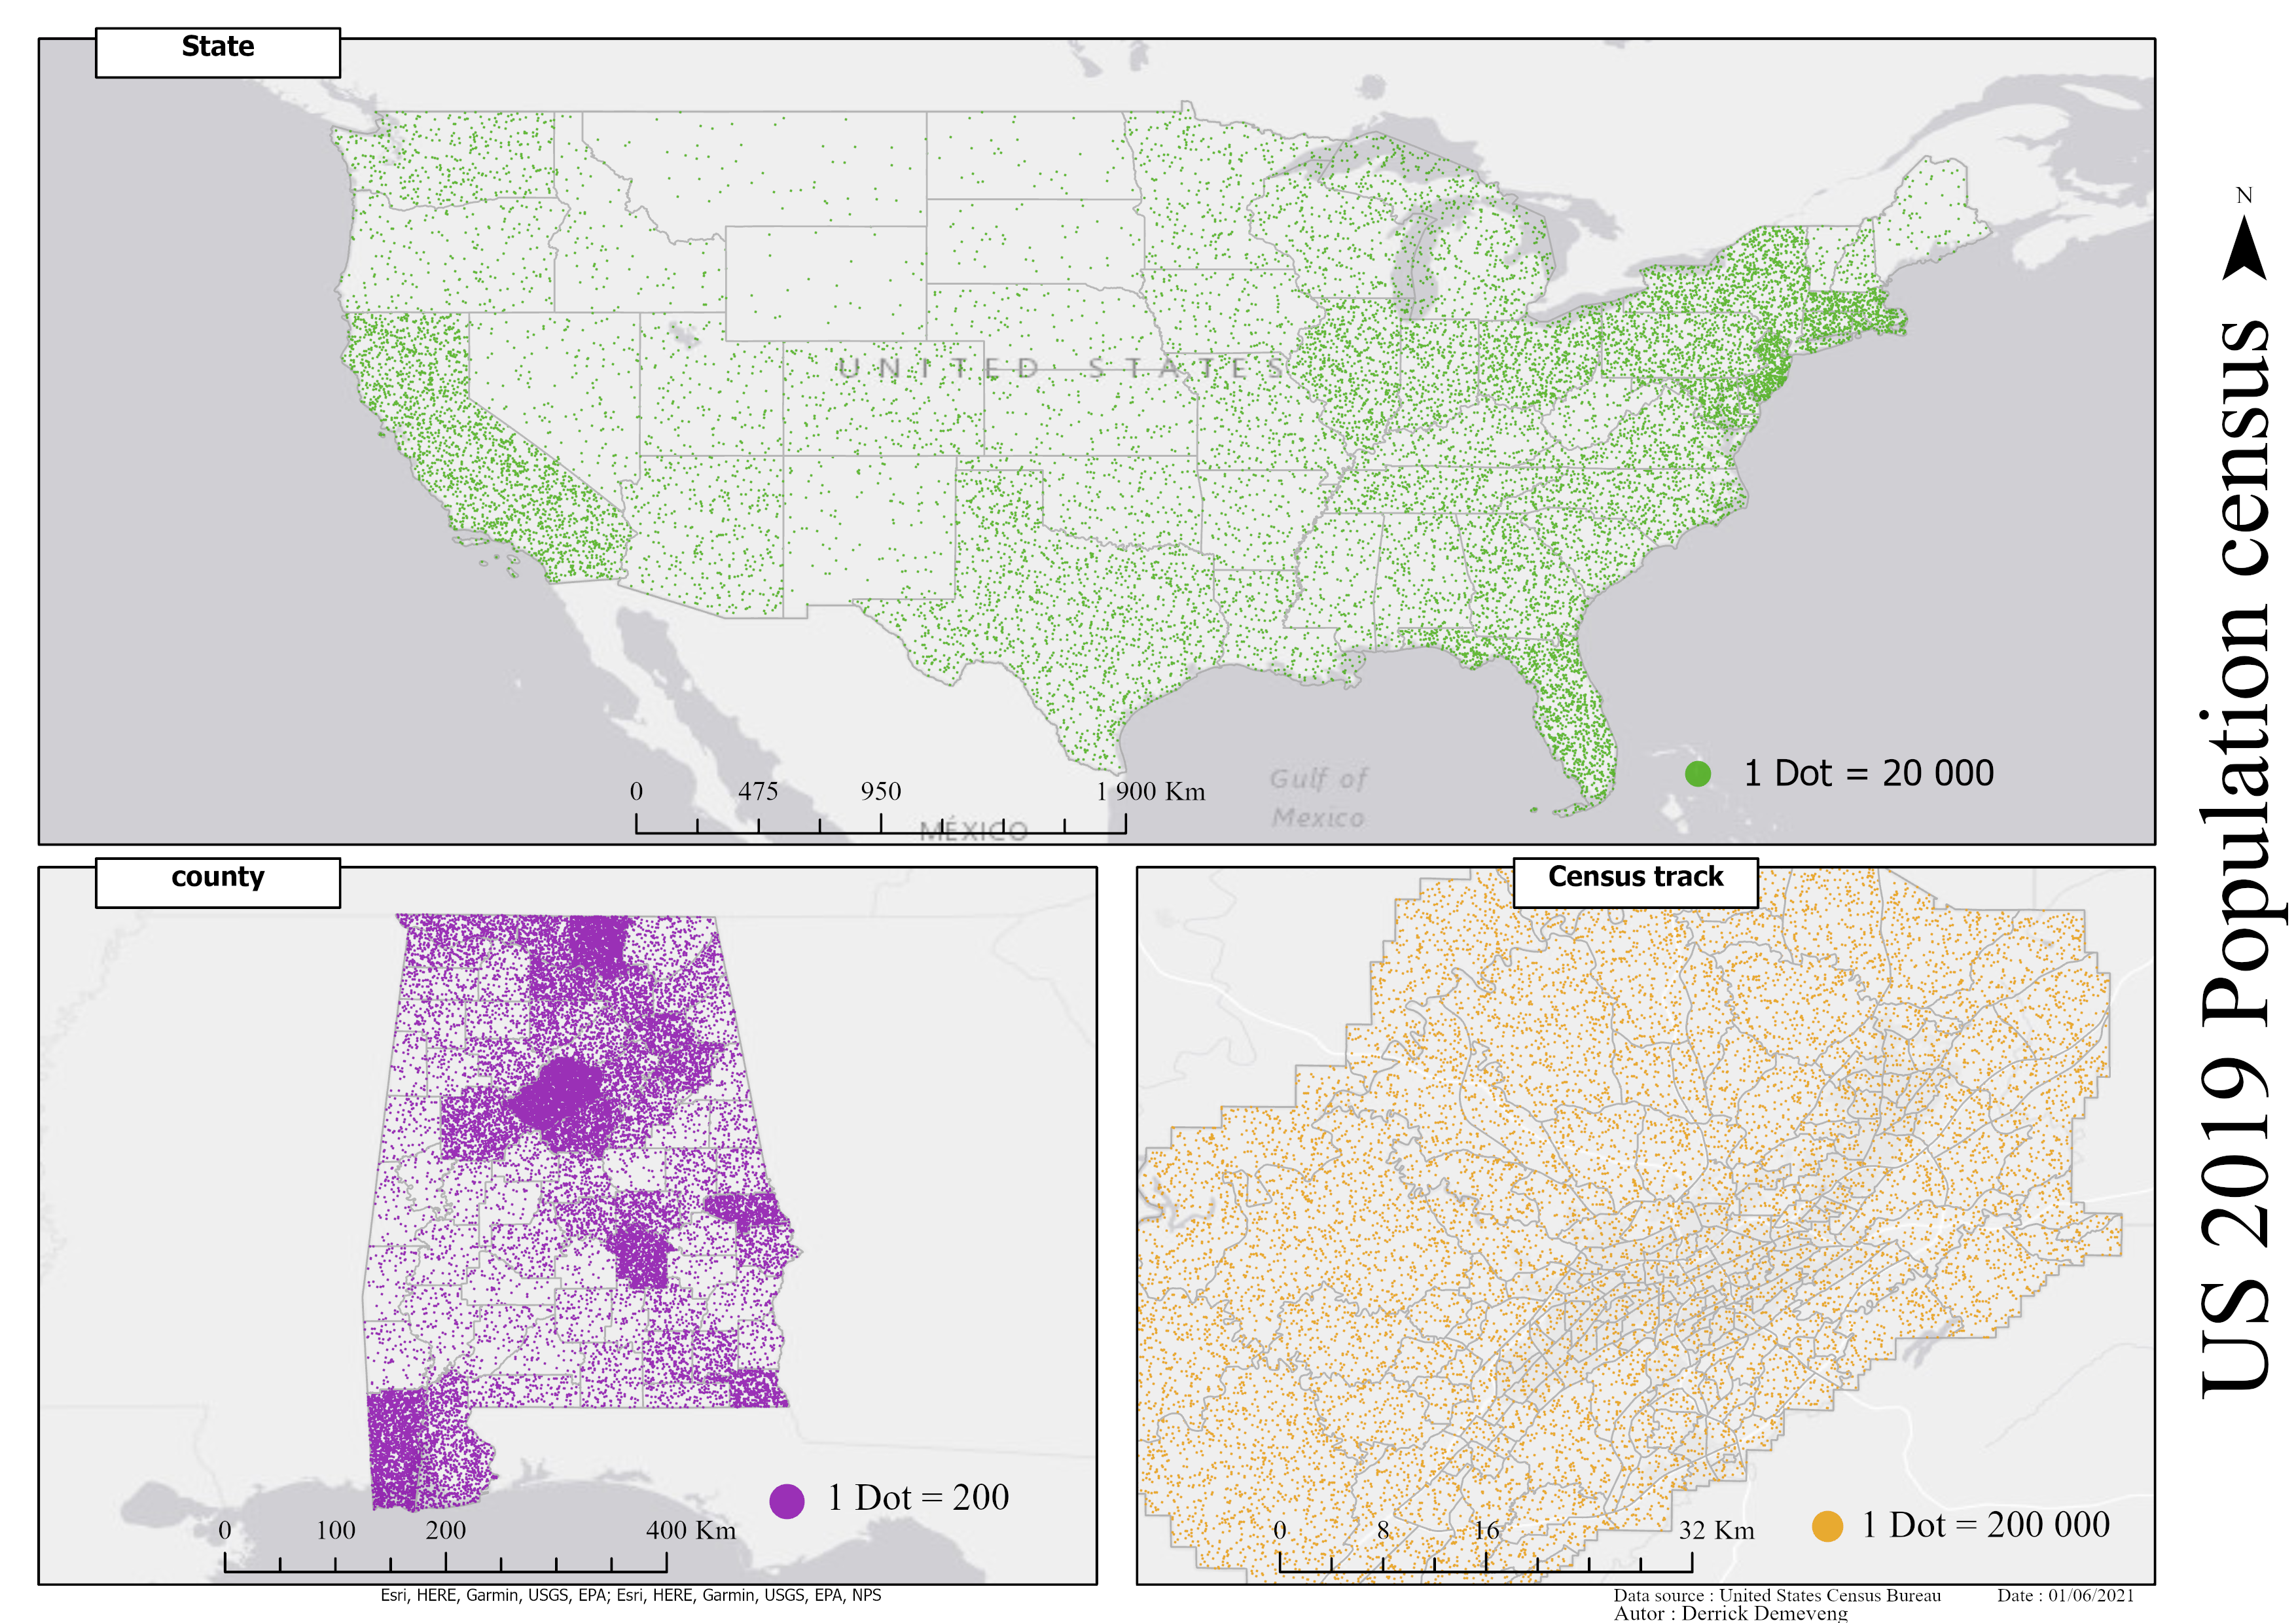 State
UNITED STATES
Gulf of
Mexico
MÉXICO
0 475 950 1 900 Km
1 Dot = 20 000
N
US 2019 Population census
county
0 100 200 400 Km
1 Dot = 200
Census track
0 8 16 32 Km
1 Dot = 200 000
Esri, HERE, Garmin, USGS, EPA; Esri, HERE, Garmin, USGS, EPA, NPS
Data source : United States Census Bureau Date : 01/06/2021
Autor : Derrick Demeveng